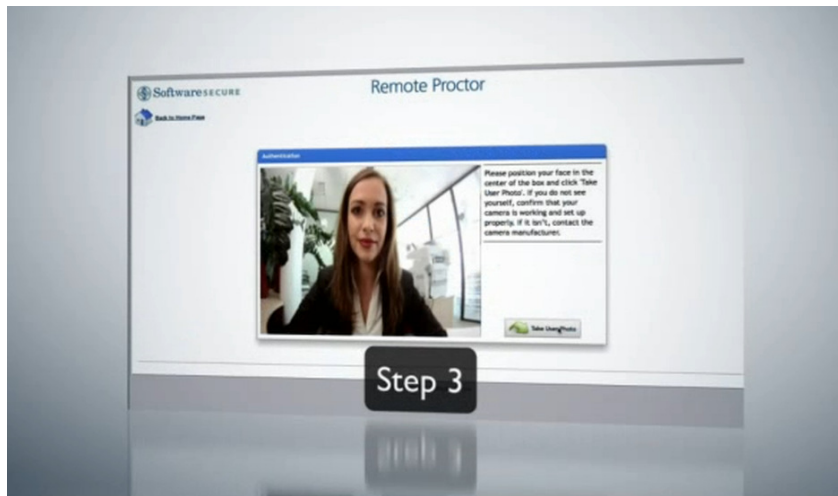 SoftwareSECURE
Remote Proctor
Back to Home Page
Authentication
Please position your face in the
center of the box and click 'Take
User Photo'. If you do not see
yourself, confirm that your
camera is working and set up
properly. If it isn't, contact the
camera manufacturer.
Take User Photo
Step 3